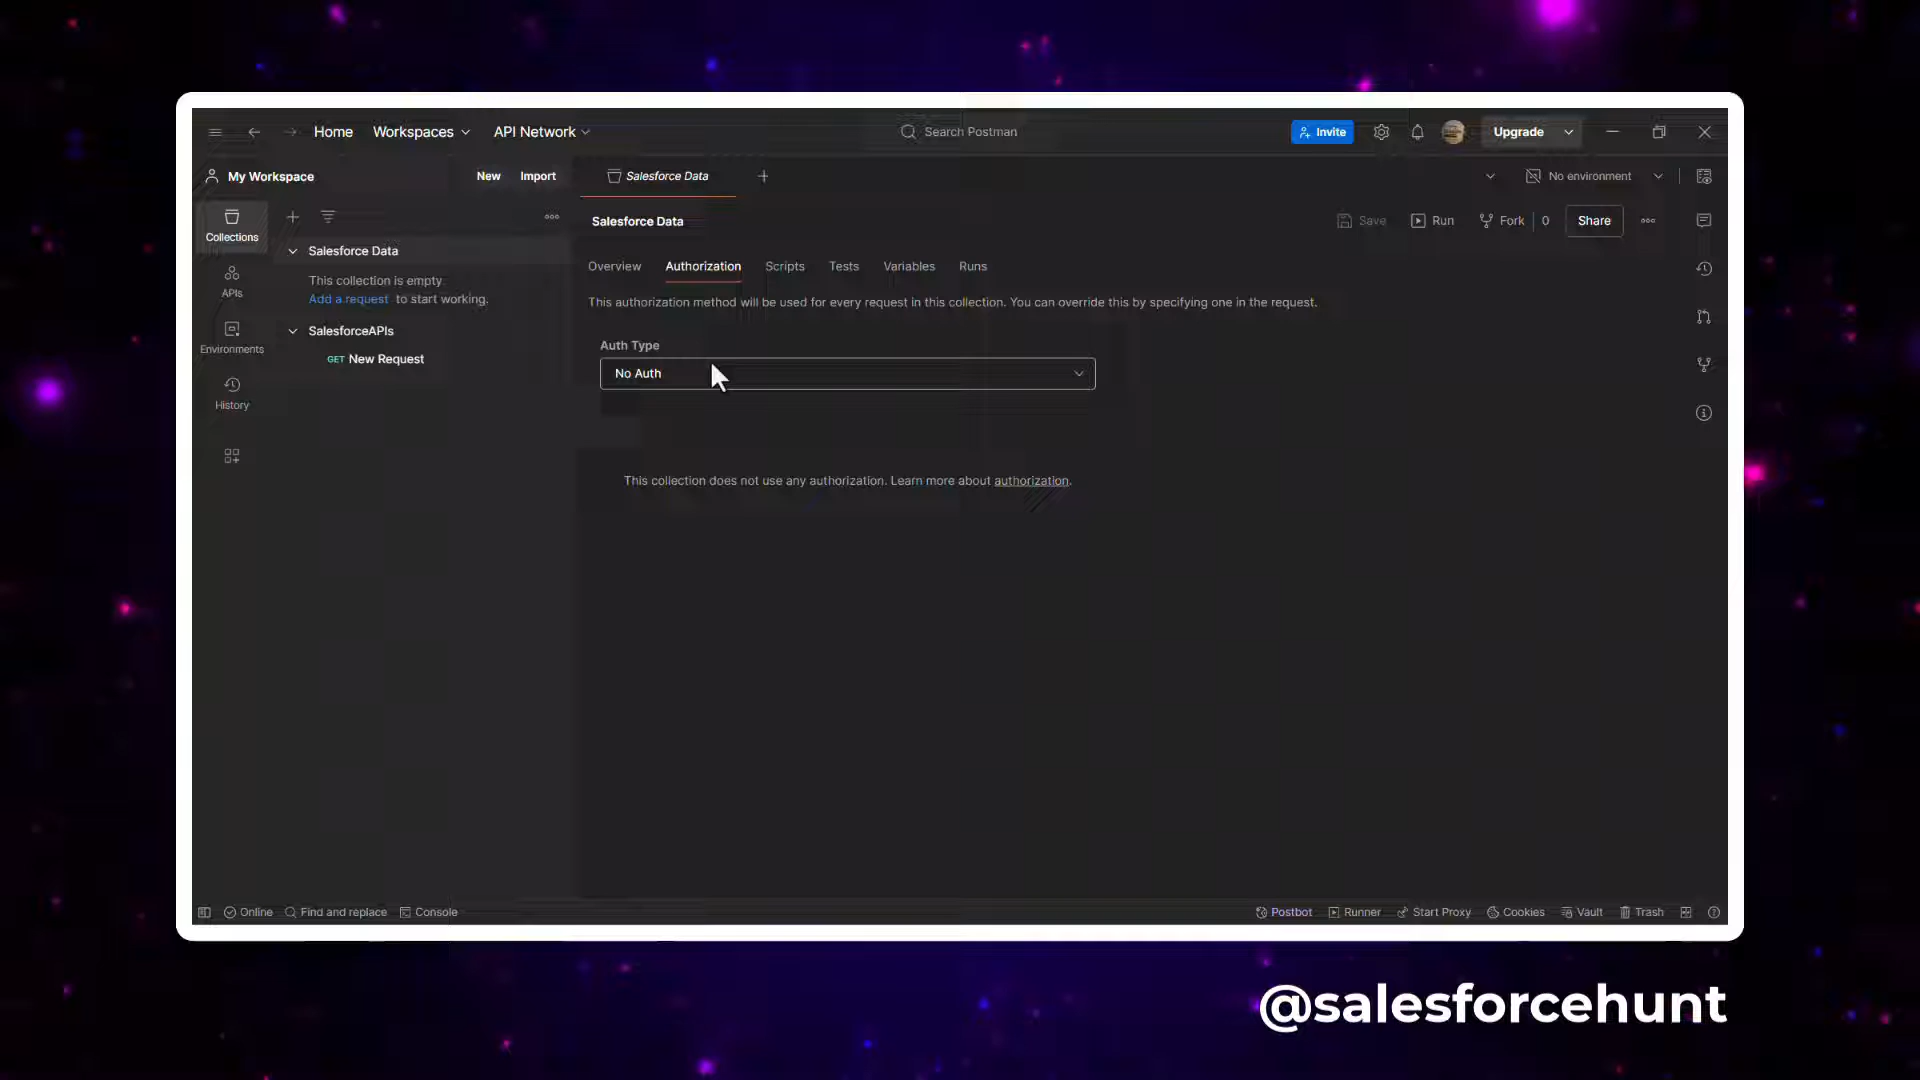 Home Workspaces API Network Search Postman Invite Upgrade
My Workspace New Import Salesforce Data No environment
Salesforce Data Save Run Fork 0 Share
Collections
APIs
Environments
History
Salesforce Data
This collection is empty
Add a request to start working.
SalesforceAPIs
GET New Request
Overview Authorization Scripts Tests Variables Runs
This authorization method will be used for every request in this collection. You can override this by specifying one in the request.
Auth Type
No Auth
This collection does not use any authorization. Learn more about authorization.
Online Find and replace Console Postbot Runner Start Proxy Cookies Vault Trash
@salesforcehunt